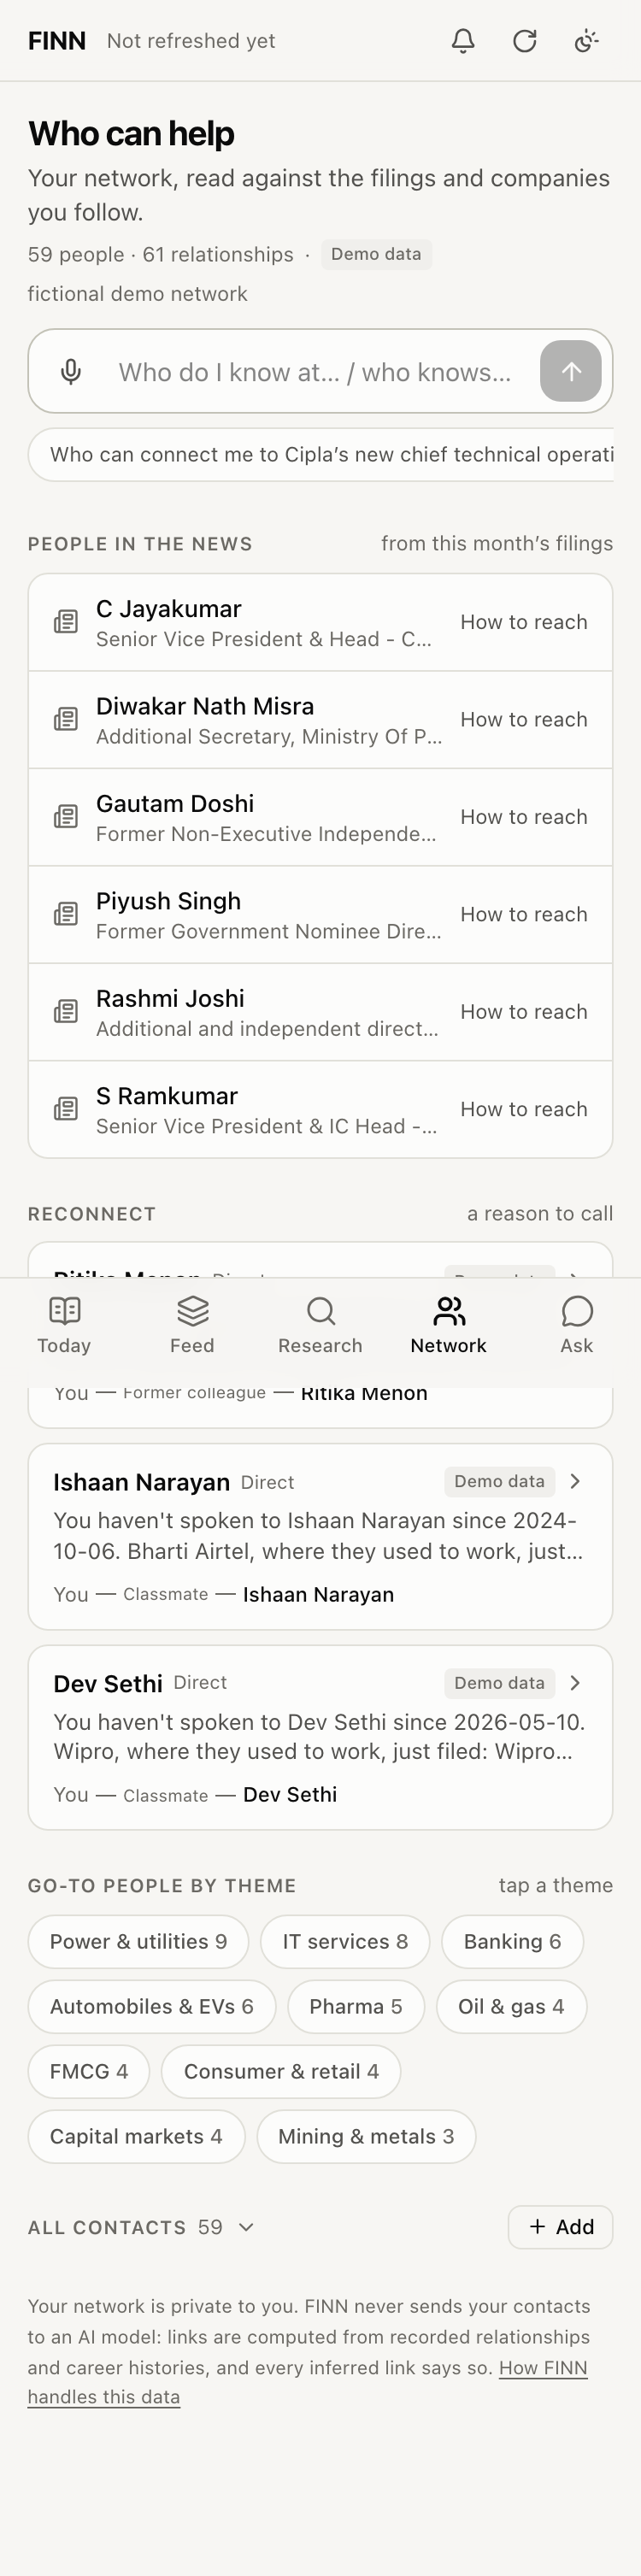 FINN Not refreshed yet
Who can help
Your network, read against the filings and companies
you follow.
59 people · 61 relationships · Demo data
fictional demo network
Who do I know at... / who knows...
Who can connect me to Cipla’s new chief technical operati
PEOPLE IN THE NEWS from this month’s filings
C Jayakumar
Senior Vice President & Head - C...
How to reach
Diwakar Nath Misra
Additional Secretary, Ministry Of P...
How to reach
Gautam Doshi
Former Non-Executive Independe...
How to reach
Piyush Singh
Former Government Nominee Dire...
How to reach
Rashmi Joshi
Additional and independent direct...
How to reach
S Ramkumar
Senior Vice President & IC Head -...
How to reach
RECONNECT a reason to call
Ritika Menon Direct Demo data
Today Feed Research Network Ask
You — Former colleague — Ritika Menon
Ishaan Narayan Direct Demo data
You haven't spoken to Ishaan Narayan since 2024-
10-06. Bharti Airtel, where they used to work, just...
You — Classmate — Ishaan Narayan
Dev Sethi Direct Demo data
You haven't spoken to Dev Sethi since 2026-05-10.
Wipro, where they used to work, just filed: Wipro...
You — Classmate — Dev Sethi
GO-TO PEOPLE BY THEME tap a theme
Power & utilities 9 IT services 8 Banking 6
Automobiles & EVs 6 Pharma 5 Oil & gas 4
FMCG 4 Consumer & retail 4
Capital markets 4 Mining & metals 3
ALL CONTACTS 59 + Add
Your network is private to you. FINN never sends your contacts
to an AI model: links are computed from recorded relationships
and career histories, and every inferred link says so. How FINN
handles this data